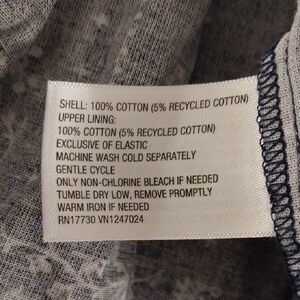 SHELL: 100% COTTON (5% RECYCLED COTTON)
UPPER LINING:
100% COTTON (5% RECYCLED COTTON)
EXCLUSIVE OF ELASTIC
MACHINE WASH COLD SEPARATELY
GENTLE CYCLE
ONLY NON-CHLORINE BLEACH IF NEEDED
TUMBLE DRY LOW, REMOVE PROMPTLY
WARM IRON IF NEEDED
RN17730 VN1247024